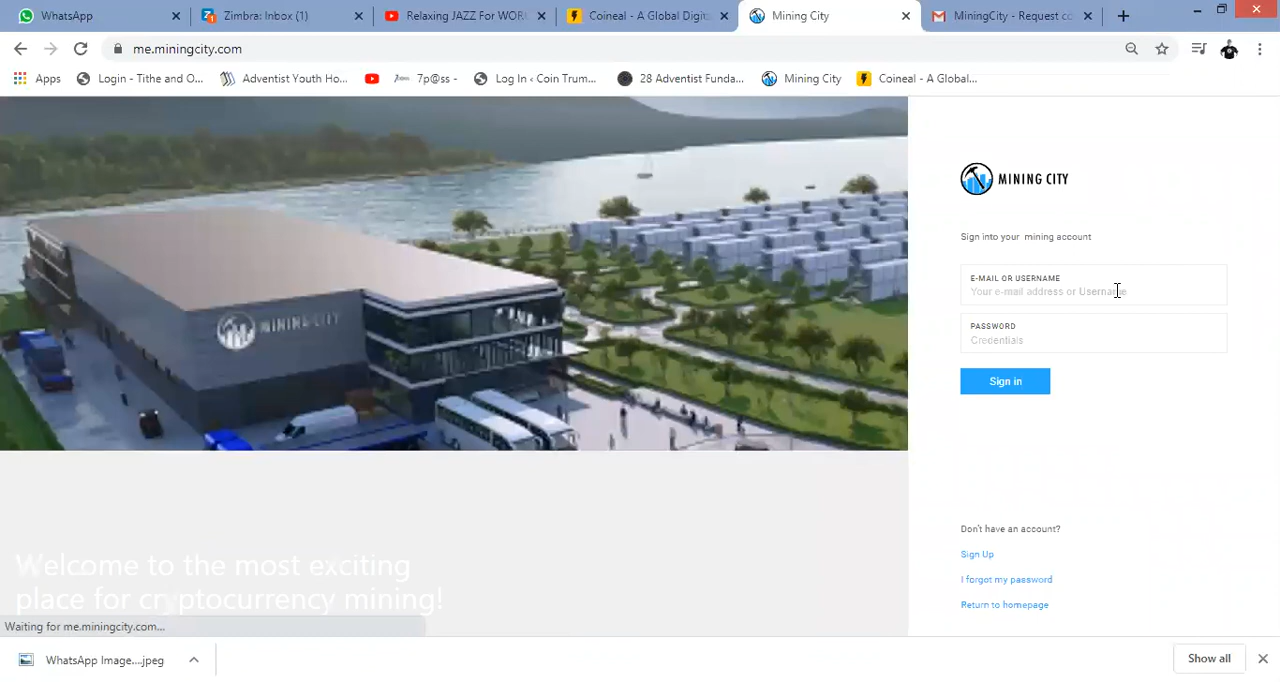 WhatsApp
Zimbra: Inbox (1)
Relaxing JAZZ For WOR
Coineal - A Global Digit
Mining City
MiningCity - Request co
me.miningcity.com
Apps
Login - Tithe and O...
Adventist Youth Ho...
7p@ss -
Log In ‹ Coin Trum...
28 Adventist Funda...
Mining City
Coineal - A Global...
MINING CITY
MINING CITY
Sign into your mining account
E-MAIL OR USERNAME
Your e-mail address or Username
PASSWORD
Credentials
Sign in
Don't have an account?
Sign Up
I forgot my password
Return to homepage
Welcome to the most exciting
place for cryptocurrency mining!
Waiting for me.miningcity.com...
WhatsApp Image....jpeg
Show all